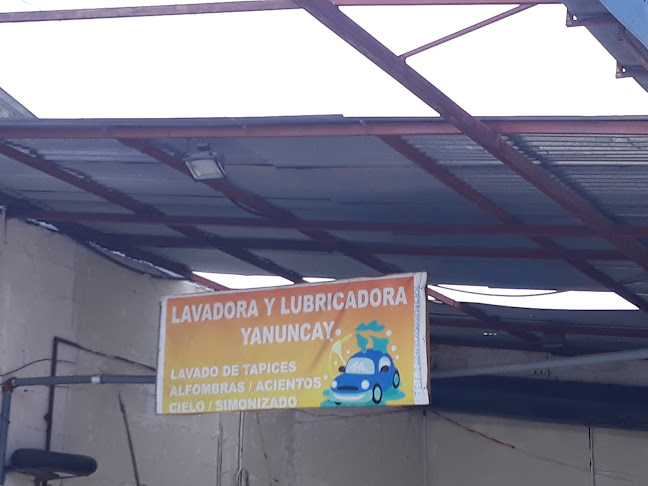 LAVADORA Y LUBRICADORA
YANUNCAY
LAVADO DE TAPICES
ALFOMBRAS / ACIENTOS
CIELO / SIMONIZADO